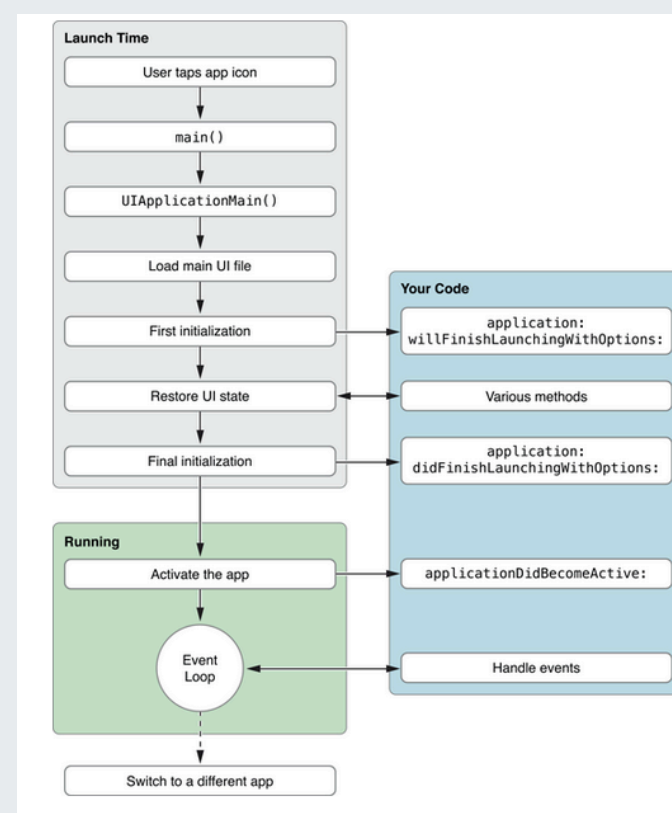 Launch Time
User taps app icon
main()
UIApplicationMain()
Load main UI file
First initialization
Restore UI state
Final initialization
Your Code
application:
willFinishLaunchingWithOptions:
Various methods
application:
didFinishLaunchingWithOptions:
applicationDidBecomeActive:
Handle events
Running
Activate the app
Event
Loop
Switch to a different app